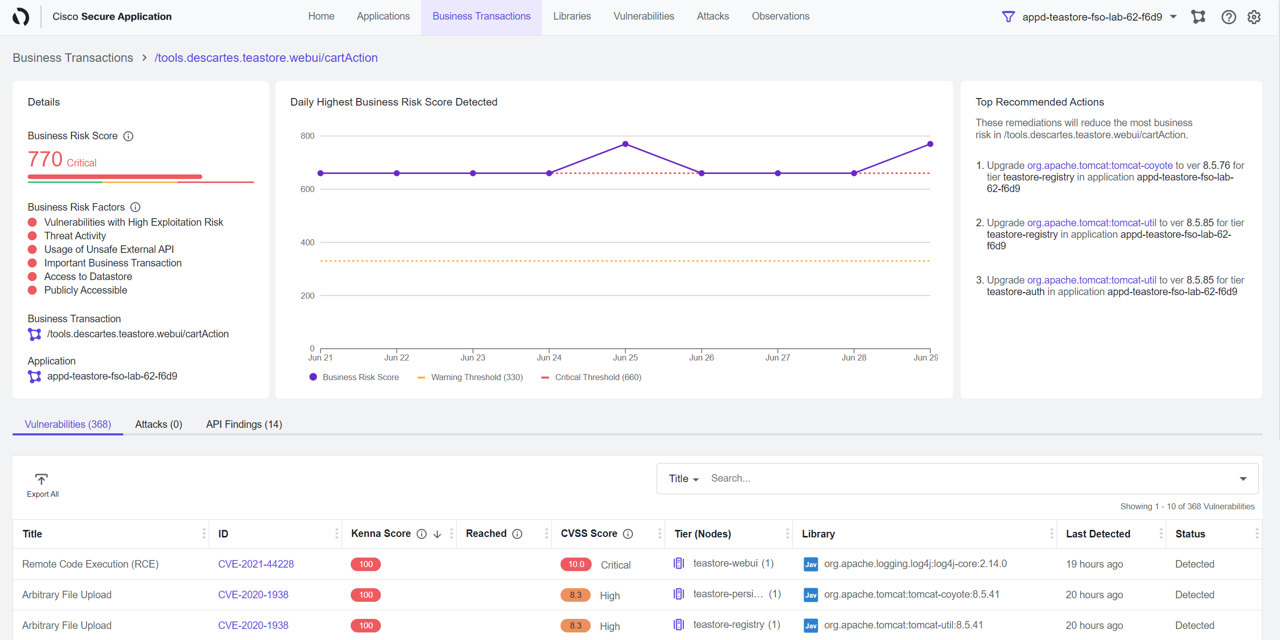 Cisco Secure Application
Home Applications Business Transactions Libraries Vulnerabilities Attacks Observations
appd-teastore-fso-lab-62-f6d9
Business Transactions > /tools.descartes.teastore.webui/cartAction
Details
Business Risk Score
770 Critical
Business Risk Factors
Vulnerabilities with High Exploitation Risk
Threat Activity
Usage of Unsafe External API
Important Business Transaction
Access to Datastore
Publicly Accessible
Business Transaction
/tools.descartes.teastore.webui/cartAction
Application
appd-teastore-fso-lab-62-f6d9
Daily Highest Business Risk Score Detected
800
600
400
200
0
Jun 21 Jun 22 Jun 23 Jun 24 Jun 25 Jun 26 Jun 27 Jun 28 Jun 29
Business Risk Score Warning Threshold (330) Critical Threshold (660)
Top Recommended Actions
These remediations will reduce the most business
risk in /tools.descartes.teastore.webui/cartAction.
1. Upgrade org.apache.tomcat:tomcat-coyote to ver 8.5.76 for
tier teastore-registry in application appd-teastore-fso-lab-
62-f6d9
2. Upgrade org.apache.tomcat:tomcat-util to ver 8.5.85 for tier
teastore-registry in application appd-teastore-fso-lab-62-
f6d9
3. Upgrade org.apache.tomcat:tomcat-util to ver 8.5.85 for tier
teastore-auth in application appd-teastore-fso-lab-62-f6d9
Vulnerabilities (368) Attacks (0) API Findings (14)
Export All
Title Search...
Showing 1 - 10 of 368 Vulnerabilities
Title ID Kenna Score Reached CVSS Score Tier (Nodes) Library Last Detected Status
Remote Code Execution (RCE) CVE-2021-44228 100 10.0 Critical teastore-webui (1) Jav org.apache.logging.log4j:log4j-core:2.14.0 19 hours ago Detected
Arbitrary File Upload CVE-2020-1938 100 8.3 High teastore-persi... (1) Jav org.apache.tomcat:tomcat-coyote:8.5.41 20 hours ago Detected
Arbitrary File Upload CVE-2020-1938 100 8.3 High teastore-registry (1) Jav org.apache.tomcat:tomcat-util:8.5.41 20 hours ago Detected